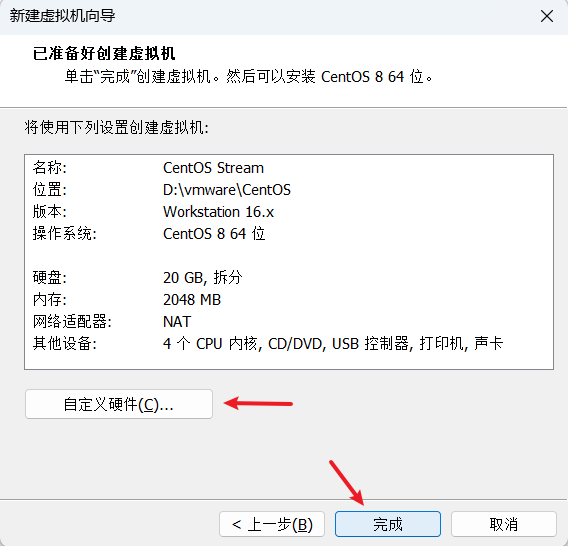 新建虚拟机向导
已准备好创建虚拟机
单击“完成”创建虚拟机。然后可以安装 CentOS 8 64 位。
将使用下列设置创建虚拟机:
名称: CentOS Stream
位置: D:\vmware\CentOS
版本: Workstation 16.x
操作系统: CentOS 8 64 位
硬盘: 20 GB, 拆分
内存: 2048 MB
网络适配器: NAT
其他设备: 4 个 CPU 内核, CD/DVD, USB 控制器, 打印机, 声卡
自定义硬件(C)...
< 上一步(B) 完成 取消